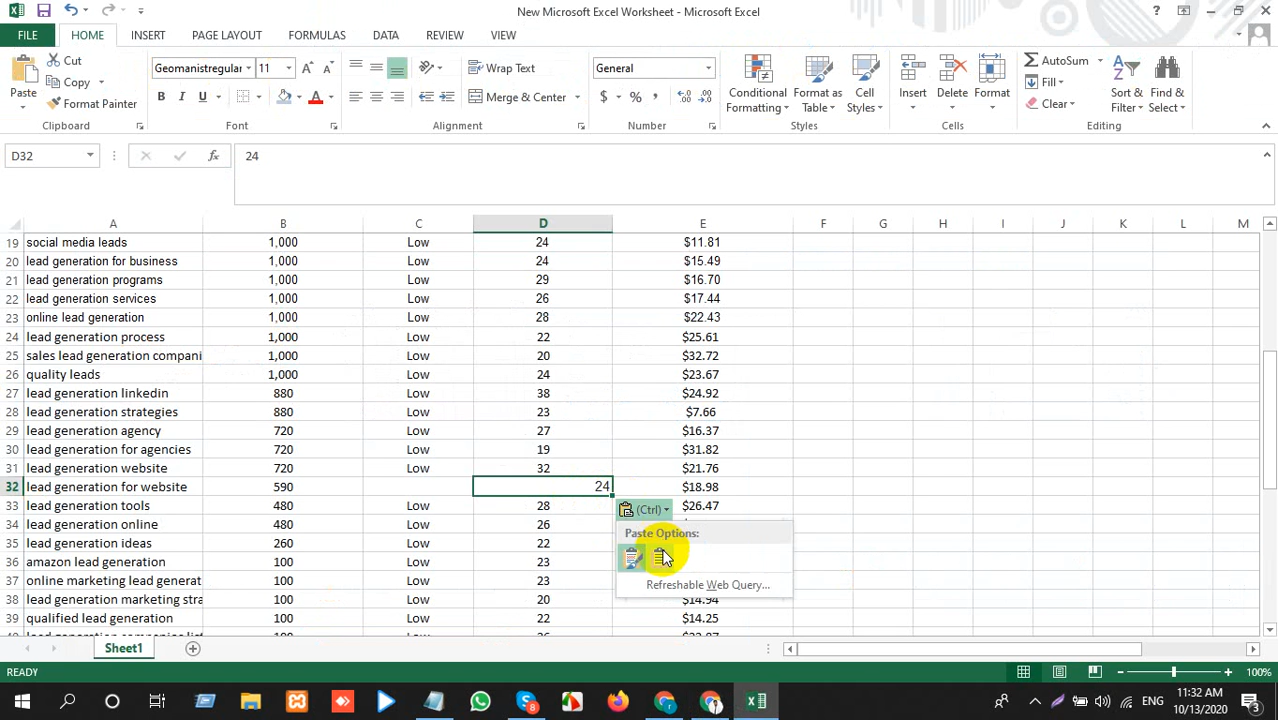 New Microsoft Excel Worksheet - Microsoft Excel
FILE HOME INSERT PAGE LAYOUT FORMULAS DATA REVIEW VIEW
Paste Cut Copy Format Painter
Geomanistregular 11
B I U A
Wrap Text
Merge & Center
General
$ % ,
Conditional Formatting
Format as Table
Cell Styles
Insert Delete Format
AutoSum
Fill
Clear
Sort & Filter
Find & Select
Clipboard Font Alignment Number Styles Cells Editing
D32 fx 24
A B C D E F G H I J K L M
19 social media leads 1,000 Low 24 $11.81
20 lead generation for business 1,000 Low 24 $15.49
21 lead generation programs 1,000 Low 29 $16.70
22 lead generation services 1,000 Low 26 $17.44
23 online lead generation 1,000 Low 28 $22.43
24 lead generation process 1,000 Low 22 $25.61
25 sales lead generation compani 1,000 Low 20 $32.72
26 quality leads 1,000 Low 24 $23.67
27 lead generation linkedin 880 Low 38 $24.92
28 lead generation strategies 880 Low 23 $7.66
29 lead generation agency 720 Low 27 $16.37
30 lead generation for agencies 720 Low 19 $31.82
31 lead generation website 720 Low 32 $21.76
32 lead generation for website 590 24 $18.98
33 lead generation tools 480 Low 28 $26.47
34 lead generation online 480 Low 26
35 lead generation ideas 260 Low 22
36 amazon lead generation 100 Low 23
37 online marketing lead generat 100 Low 23
38 lead generation marketing stra 100 Low 20 $14.94
39 qualified lead generation 100 Low 22 $14.25
(Ctrl)
Paste Options:
Refreshable Web Query...
Sheet1
READY 100%
ENG 11:32 AM
10/13/2020